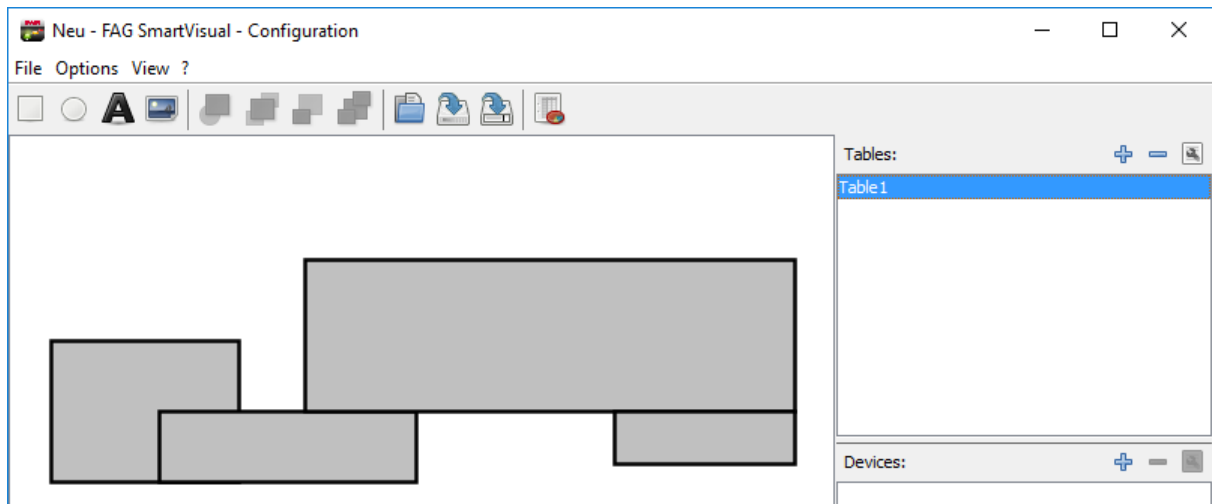 Neu - FAG SmartVisual - Configuration
File Options View ?
Tables:
Table1
Devices: